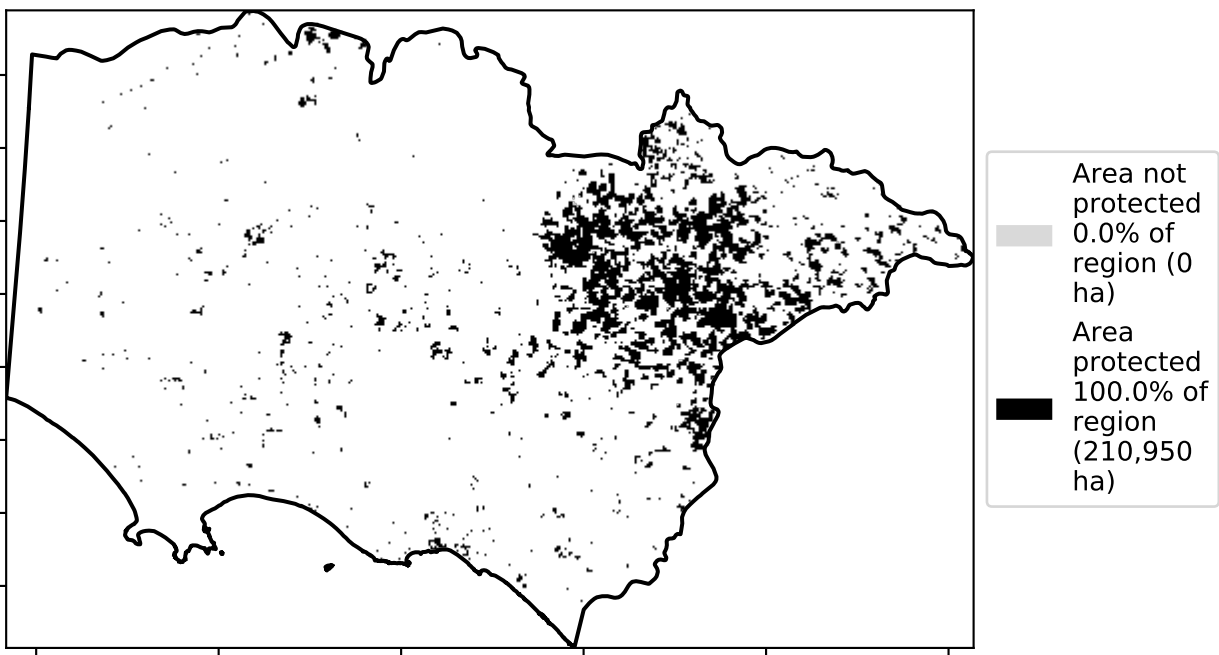 Area not
protected
0.0% of
region (0
ha)
Area
protected
100.0% of
region
(210,950
ha)